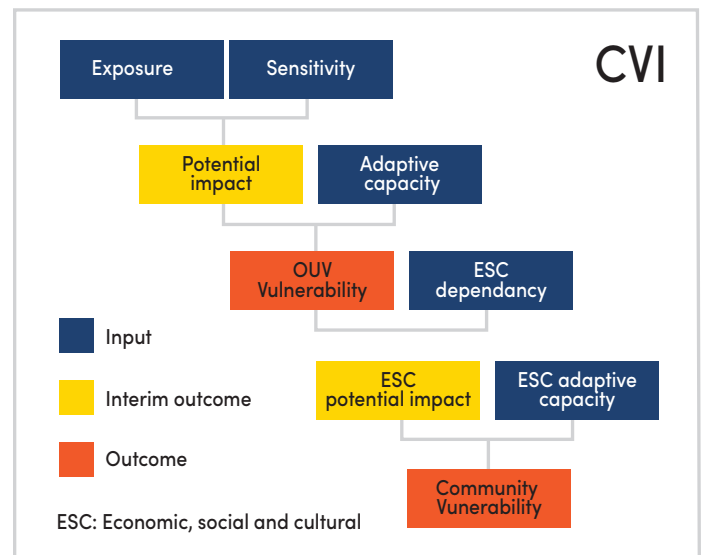 CVI
Exposure
Sensitivity
Potential
impact
Adaptive
capacity
OUV
Vulnerability
ESC
dependancy
Input
Interim outcome
Outcome
ESC
potential impact
ESC adaptive
capacity
Community
Vunerability
ESC: Economic, social and cultural